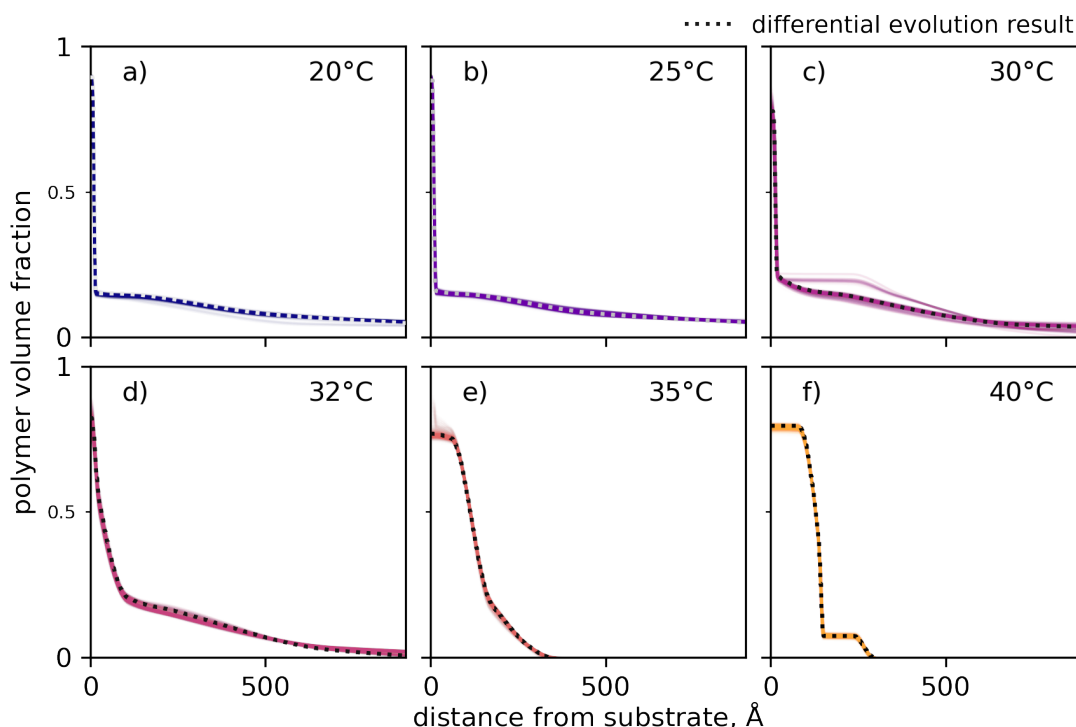 differential evolution result
1
a) 20°C
b) 25°C
c) 30°C
0.5
0
polymer volume fraction
1
d) 32°C
e) 35°C
f) 40°C
0.5
0
0 500 0 500 0 500
distance from substrate, Å